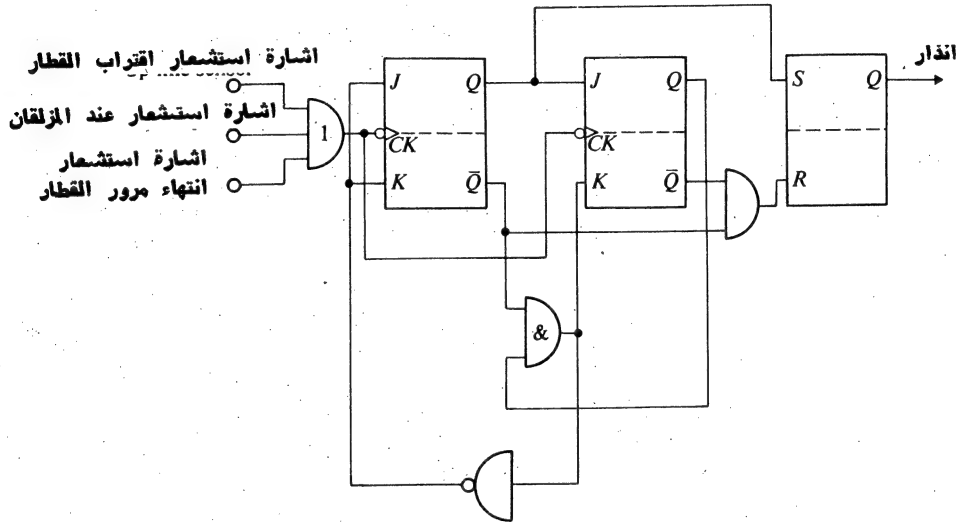 اشارة استشعار اقتراب القطار
اشارة استشعار عند المزلقان
اشارة استشعار
انتهاء مرور القطار
1
J Q
CK
K Q̄
J Q
CK
K Q̄
S Q
R
انذار
&